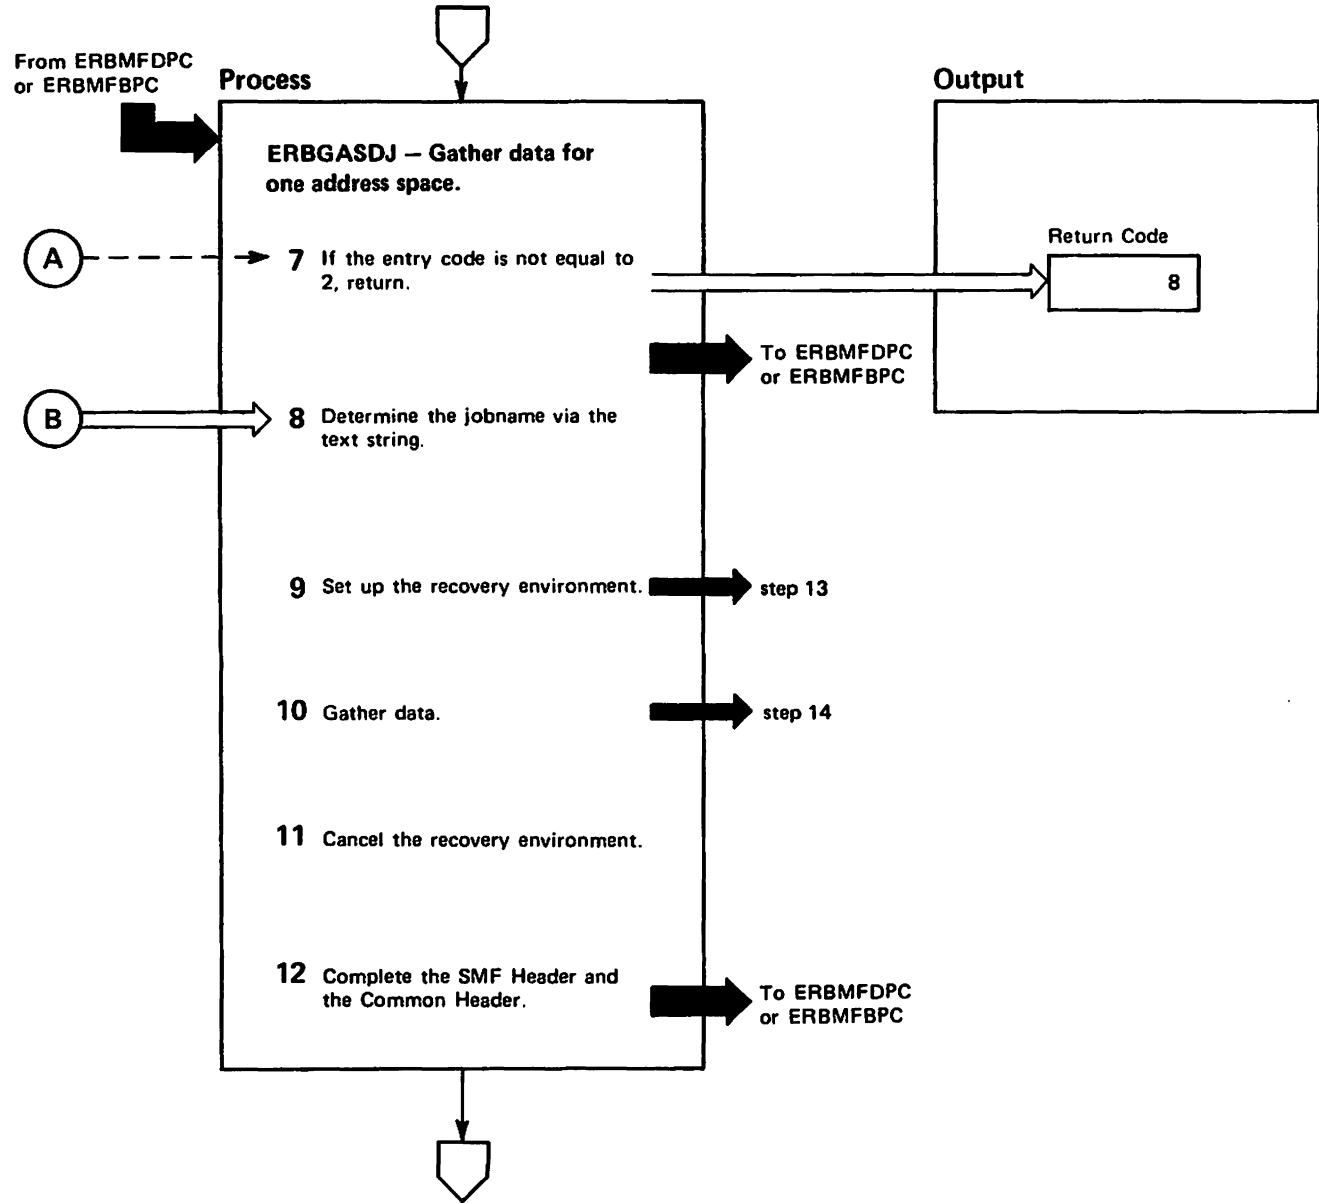 From ERBMFDPC
or ERBMFBPC
Process
Output
ERBGASDJ — Gather data for
one address space.
A
7 If the entry code is not equal to
2, return.
Return Code
8
To ERBMFDPC
or ERBMFBPC
B
8 Determine the jobname via the
text string.
9 Set up the recovery environment.
step 13
10 Gather data.
step 14
11 Cancel the recovery environment.
12 Complete the SMF Header and
the Common Header.
To ERBMFDPC
or ERBMFBPC